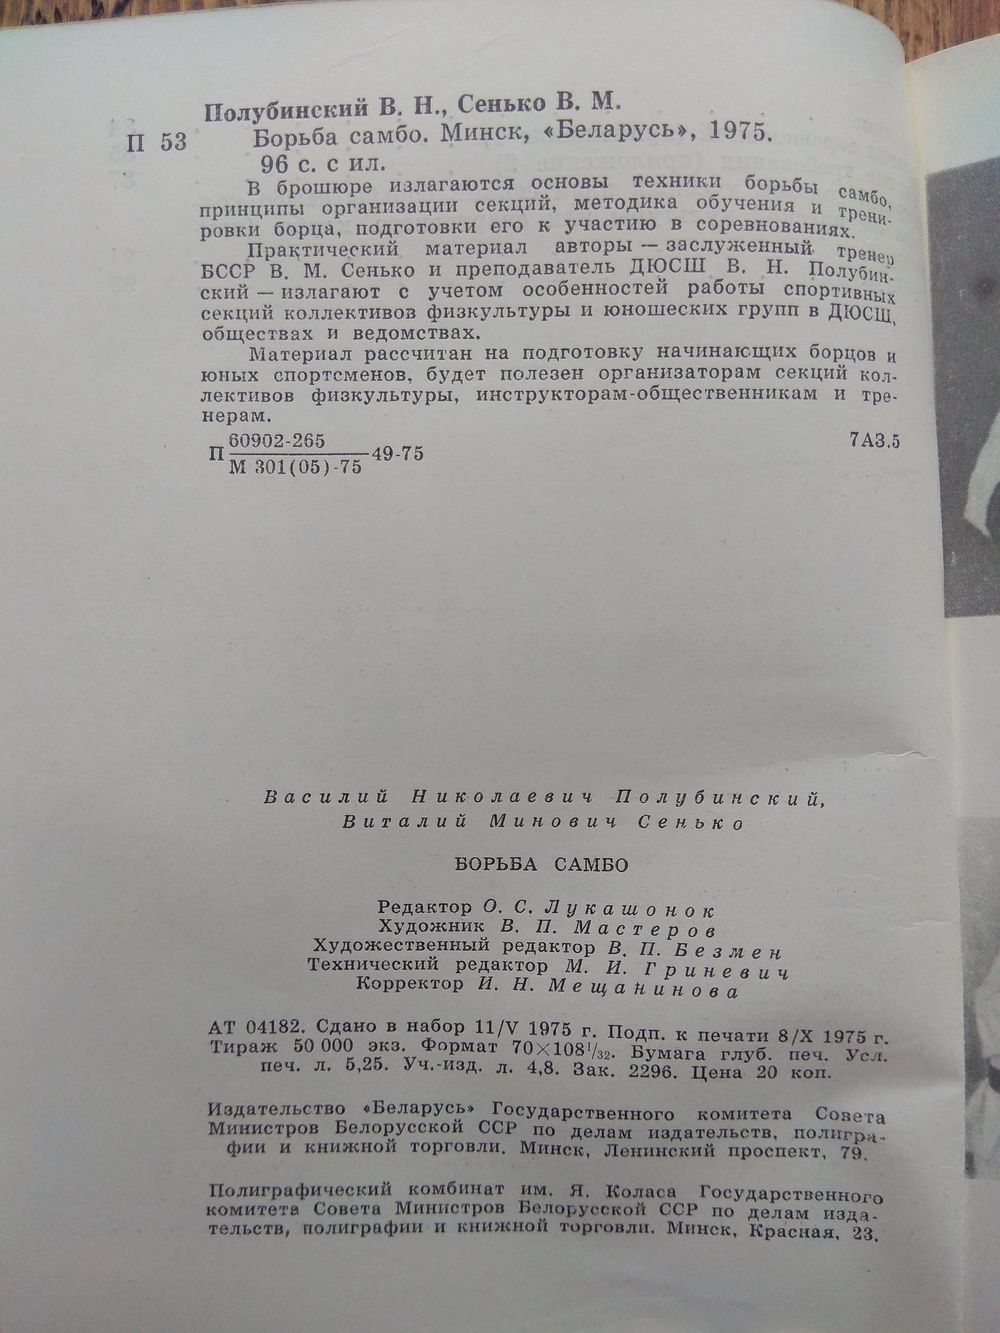 Полубинский В. Н., Сенько В. М.
П 53 Борьба самбо. Минск, «Беларусь», 1975.
96 с. с ил.
В брошюре излагаются основы техники борьбы самбо,
принципы организации секций, методика обучения и трени-
ровки борца, подготовки его к участию в соревнованиях.
Практический материал авторы — заслуженный тренер
БССР В. М. Сенько и преподаватель ДЮСШ В. Н. Полубин-
ский — излагают с учетом особенностей работы спортивных
секций коллективов физкультуры и юношеских групп в ДЮСШ,
обществах и ведомствах.
Материал рассчитан на подготовку начинающих борцов и
юных спортсменов, будет полезен организаторам секций кол-
лективов физкультуры, инструкторам-общественникам и тре-
нерам.
60902-265
П 49-75 7А3.5
М 301(05)-75
Василий Николаевич Полубинский,
Виталий Минович Сенько
БОРЬБА САМБО
Редактор О. С. Лукашонок
Художник В. П. Мастеров
Художественный редактор В. П. Безмен
Технический редактор М. И. Гриневич
Корректор И. Н. Мещанинова
АТ 04182. Сдано в набор 11/V 1975 г. Подп. к печати 8/X 1975 г.
Тираж 50 000 экз. Формат 70×108¹/₃₂. Бумага глуб. печ. Усл.
печ. л. 5,25. Уч.-изд. л. 4,8. Зак. 2296. Цена 20 коп.
Издательство «Беларусь» Государственного комитета Совета
Министров Белорусской ССР по делам издательств, полигра-
фии и книжной торговли. Минск, Ленинский проспект, 79.
Полиграфический комбинат им. Я. Коласа Государственного
комитета Совета Министров Белорусской ССР по делам изда-
тельств, полиграфии и книжной торговли. Минск, Красная, 23.